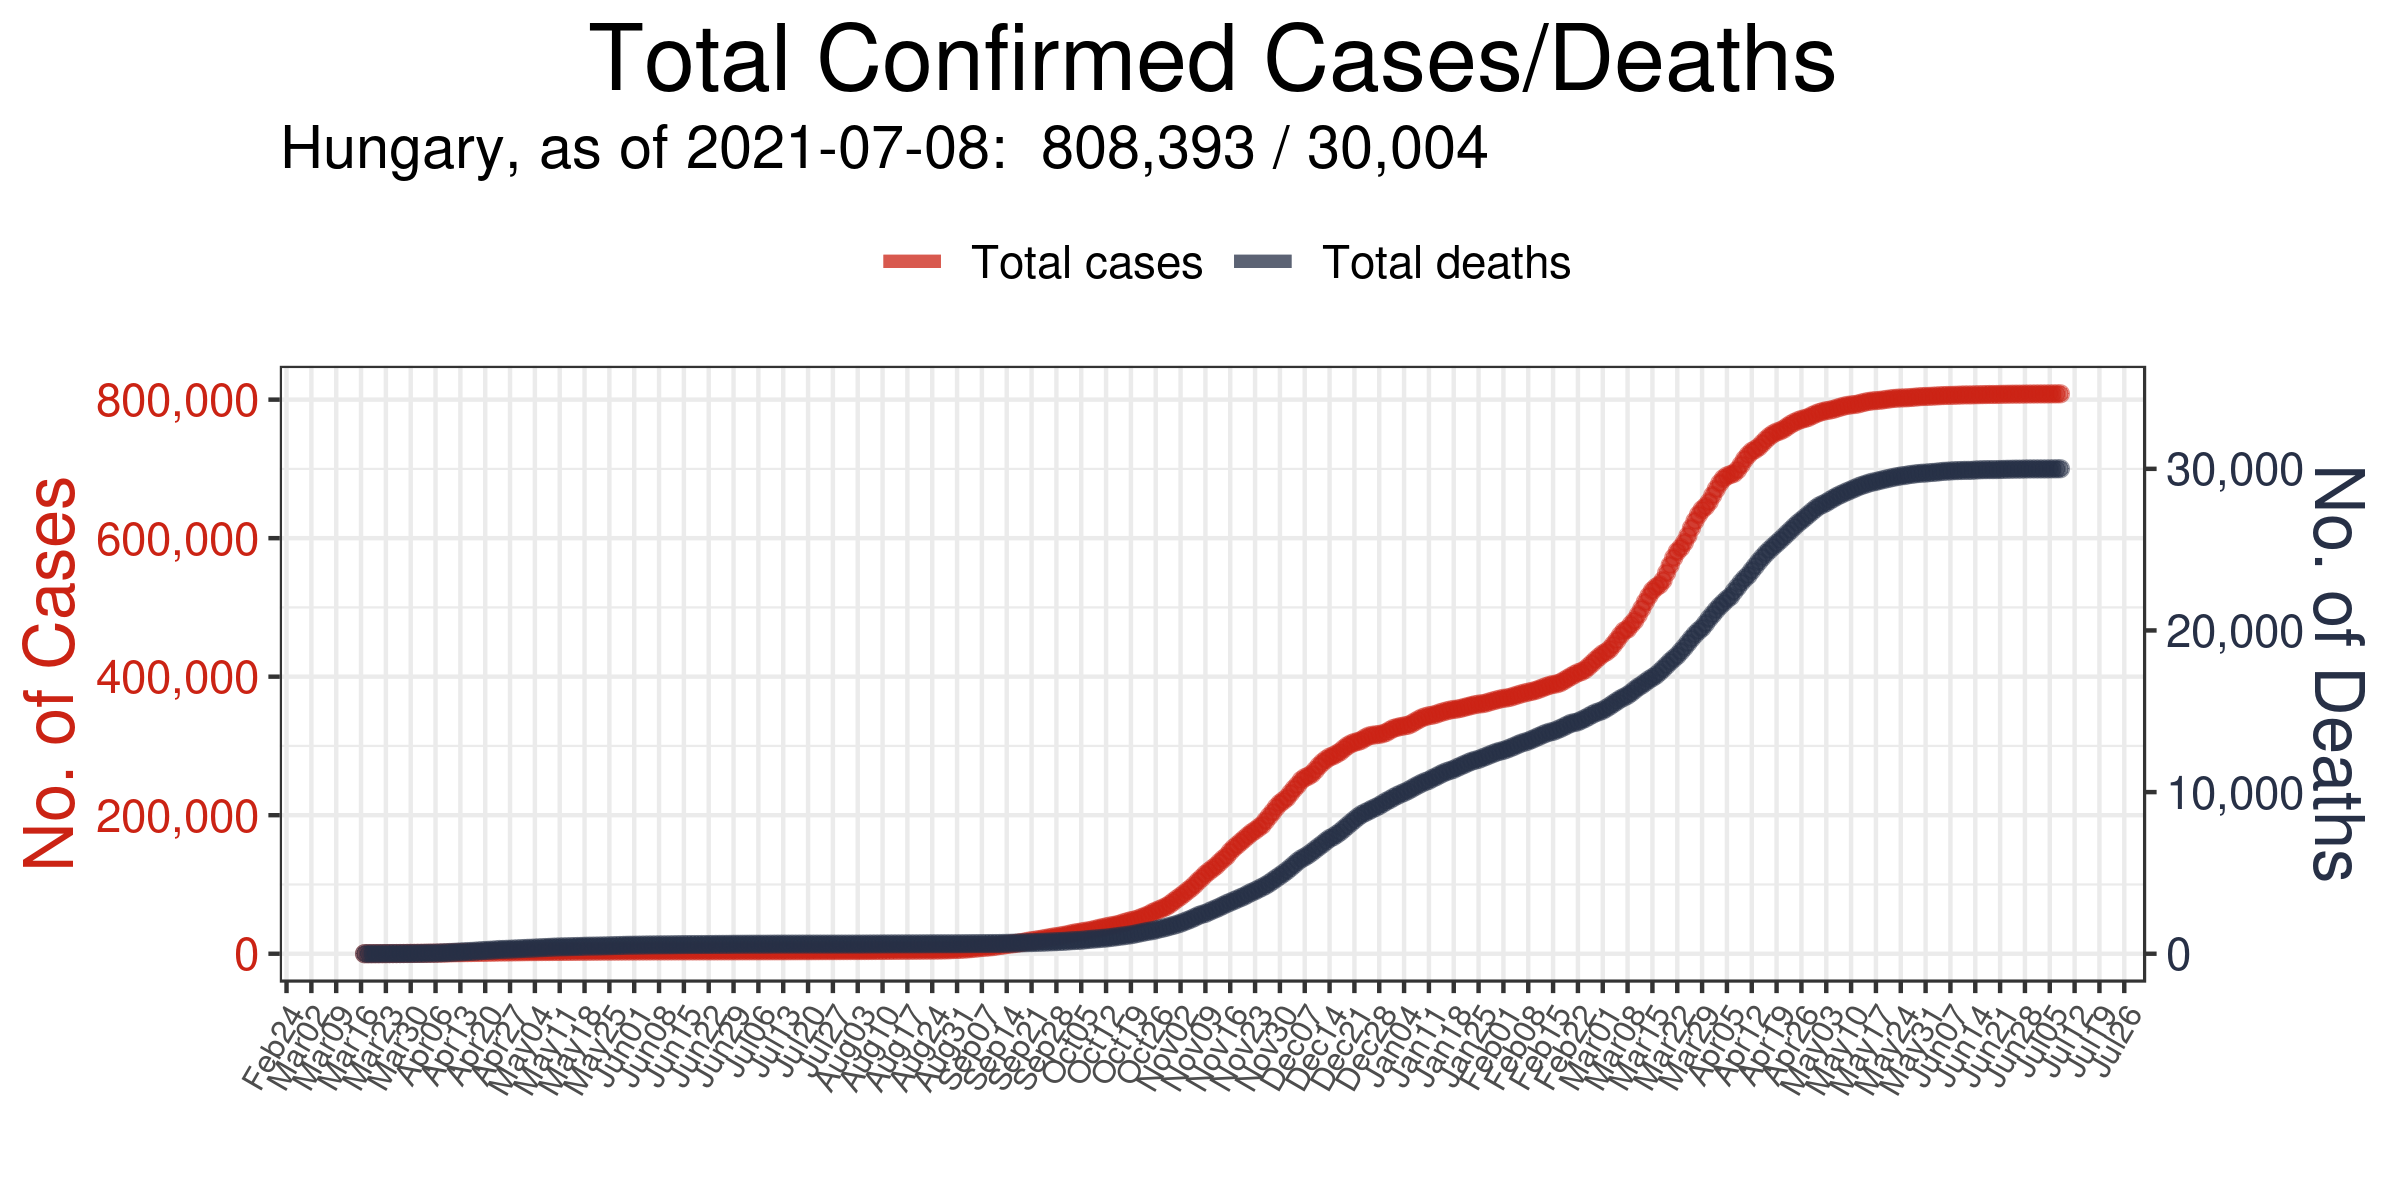 Total Confirmed Cases/Deaths
Hungary, as of 2021-07-08:  808,393 / 30,004
Total cases
Total deaths
No. of Cases
800,000
600,000
400,000
200,000
0
30,000
20,000
10,000
0
No. of Deaths
Feb24
Mar02
Mar09
Mar16
Mar23
Mar30
Apr06
Apr13
Apr20
Apr27
May04
May11
May18
May25
Jun01
Jun08
Jun15
Jun22
Jun29
Jul06
Jul13
Jul20
Jul27
Aug03
Aug10
Aug17
Aug24
Aug31
Sep07
Sep14
Sep21
Sep28
Oct05
Oct12
Oct19
Oct26
Nov02
Nov09
Nov16
Nov23
Nov30
Dec07
Dec14
Dec21
Dec28
Jan04
Jan11
Jan18
Jan25
Feb01
Feb08
Feb15
Feb22
Mar01
Mar08
Mar15
Mar22
Mar29
Apr05
Apr12
Apr19
Apr26
May03
May10
May17
May24
May31
Jun07
Jun14
Jun21
Jun28
Jul05
Jul12
Jul19
Jul26